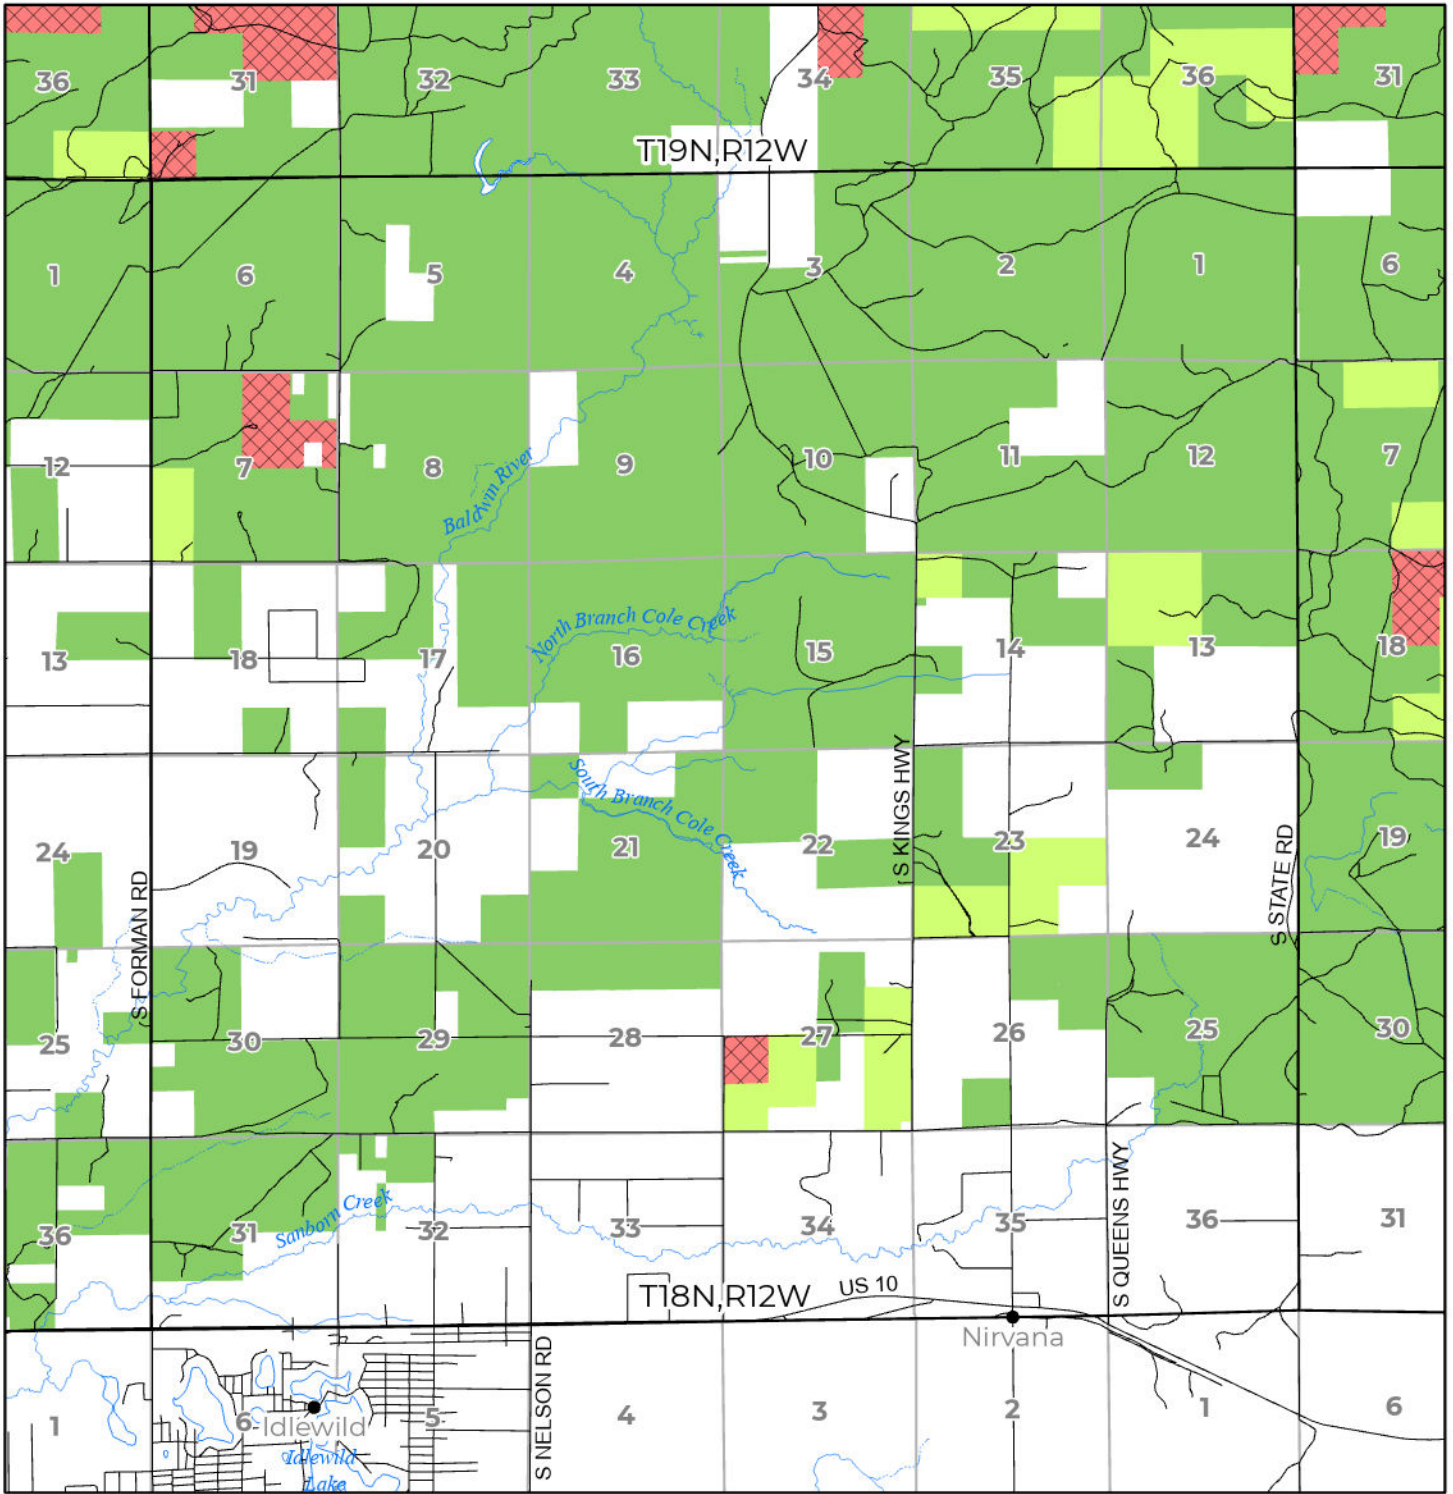 36 31 32 33 34 35 36 31
T19N,R12W
1 6 5 4 3 2 1 6
12 7 8 9 10 11 12 7
Baldwin River
North Branch Cole Creek
13 18 17 16 15 14 13 18
S KINGS HWY
South Branch Cole Creek
24 19 20 21 22 23 24 19
S FORMAN RD
S STATE RD
25 30 29 28 27 26 25 30
Sanborn Creek
36 31 32 33 34 35 36 31
S QUEENS HWY
T18N,R12W
US 10
Nirvana
S NELSON RD
1 6 5 4 3 2 1 6
Idlewild
Idlewild
Lake